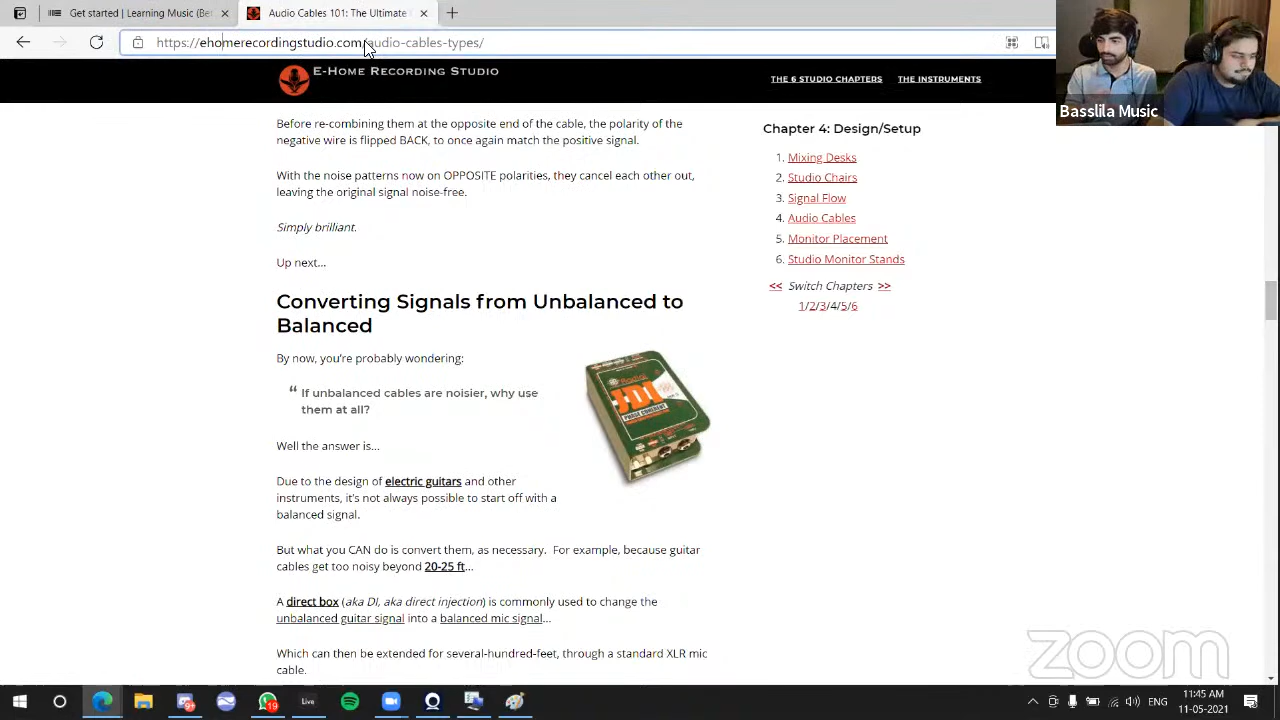 Get started | Learning Music (Be
Audio Cables 101: The Ultimate
https://ehomerecordingstudio.com/audio-cables-types/
E-Home Recording Studio
THE 6 STUDIO CHAPTERS
THE INSTRUMENTS
Basslila Music
Before re-combining them at the opposite end of the cable, the polarity of the
negative wire is flipped BACK, to once again match the positive signal.
With the noise patterns now on OPPOSITE polarities, they cancel each other out,
leaving the original signal noise-free.
Simply brilliant.
Up next...
Converting Signals from Unbalanced to
Balanced
By now, you're probably wondering:
“ If unbalanced cables are noisier, why use
them at all?
Well the answer is...
Due to the design of electric guitars and other
instruments, it's not always possible to start off with a
balanced signal.
But what you CAN do is convert them, as necessary. For example, because guitar
cables get too noisy beyond 20-25 ft...
A direct box (aka DI, aka direct injection) is commonly used to change the
unbalanced guitar signal into a balanced mic signal...
Which can then be extended for several-hundred-feet, through a standard XLR mic
cable.
JDI
Chapter 4: Design/Setup
1. Mixing Desks
2. Studio Chairs
3. Signal Flow
4. Audio Cables
5. Monitor Placement
6. Studio Monitor Stands
<< Switch Chapters >>
1/2/3/4/5/6
zoom
19
Live
ENG
11:45 AM
11-05-2021